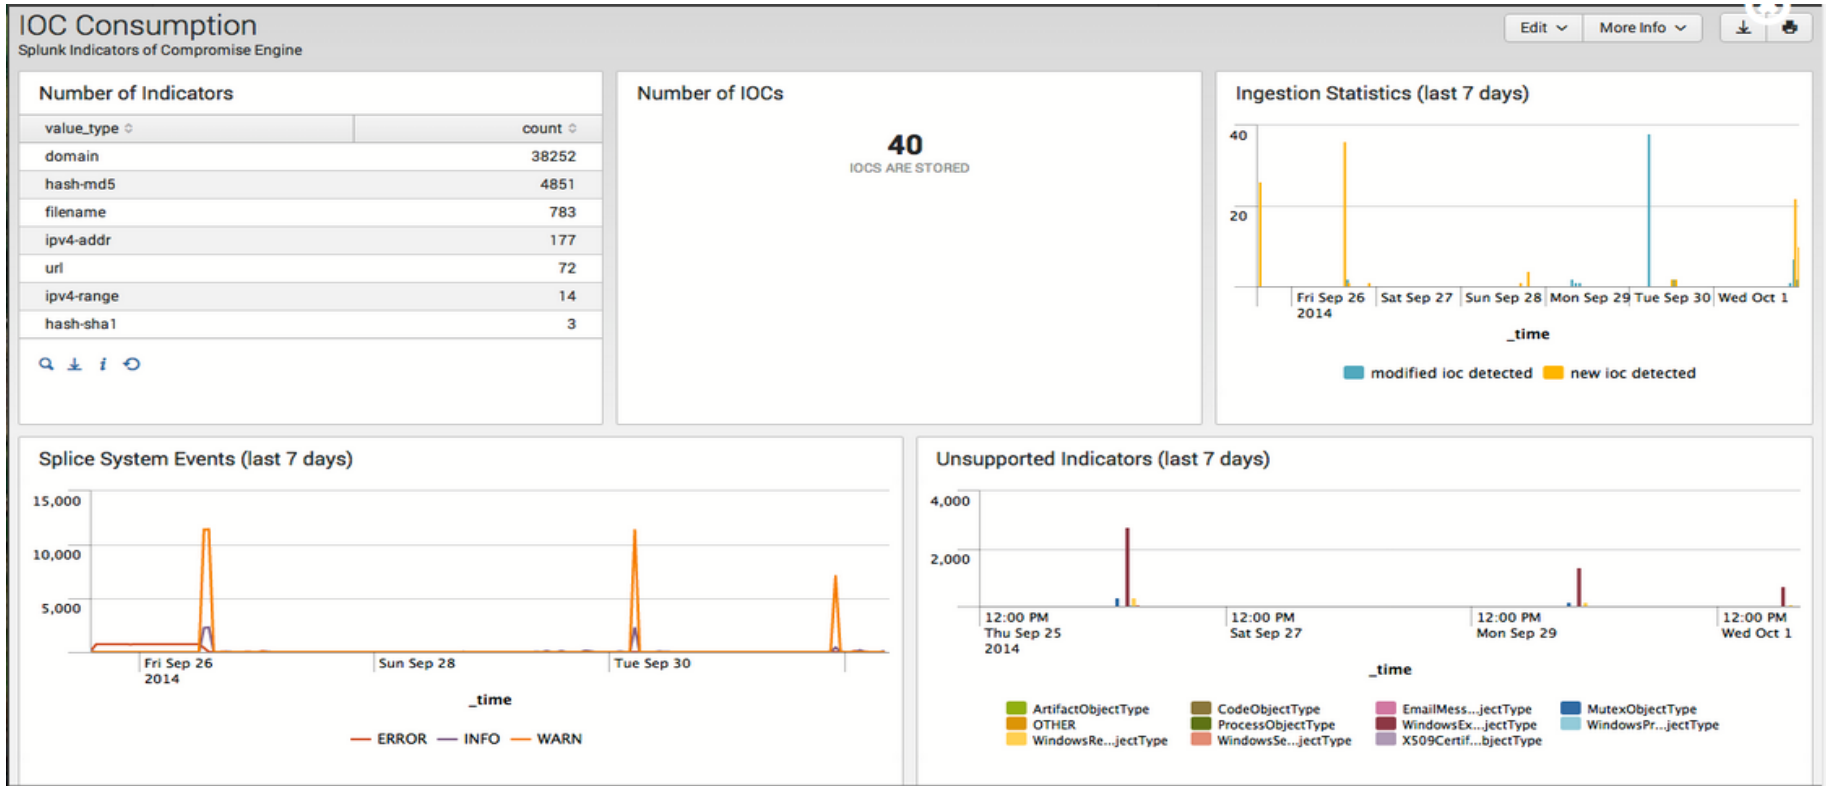 IOC Consumption
Splunk Indicators of Compromise Engine
Edit
More Info
Number of Indicators
value_type count
domain 38252
hash-md5 4851
filename 783
ipv4-addr 177
url 72
ipv4-range 14
hash-sha1 3
Number of IOCs
40
IOCS ARE STORED
Ingestion Statistics (last 7 days)
40
20
Fri Sep 26 Sat Sep 27 Sun Sep 28 Mon Sep 29 Tue Sep 30 Wed Oct 1
2014
_time
modified ioc detected new ioc detected
Splice System Events (last 7 days)
15,000
10,000
5,000
Fri Sep 26 Sun Sep 28 Tue Sep 30
2014
_time
ERROR INFO WARN
Unsupported Indicators (last 7 days)
4,000
2,000
12:00 PM 12:00 PM 12:00 PM 12:00 PM
Thu Sep 25 Sat Sep 27 Mon Sep 29 Wed Oct 1
2014
_time
ArtifactObjectType CodeObjectType EmailMess...jectType MutexObjectType
OTHER ProcessObjectType WindowsEx...jectType WindowsPr...jectType
WindowsRe...jectType WindowsSe...jectType X509Certif...bjectType